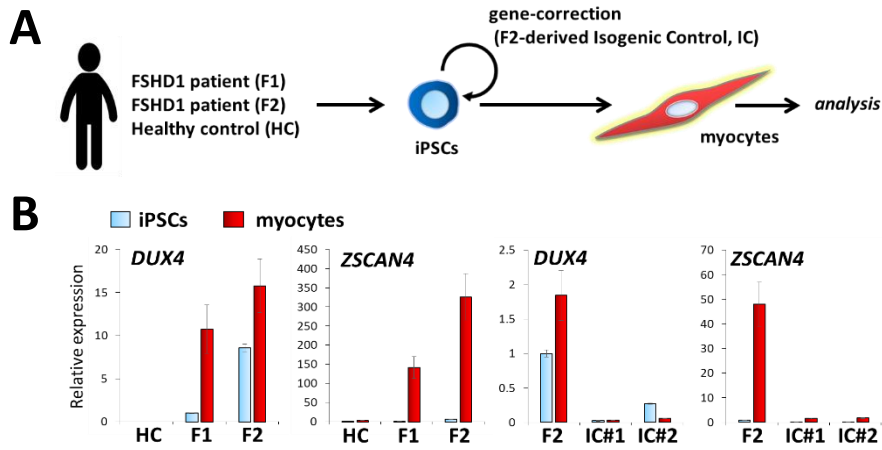 A
FSHD1 patient (F1)
FSHD1 patient (F2)
Healthy control (HC)
gene-correction
(F2-derived Isogenic Control, IC)
iPSCs
myocytes
analysis
B
iPSCs
myocytes
Relative expression
DUX4
20
15
10
5
0
HC F1 F2
ZSCAN4
450
400
350
300
250
200
150
100
50
0
HC F1 F2
DUX4
2.5
2
1.5
1
0.5
0
F2 IC#1 IC#2
ZSCAN4
70
60
50
40
30
20
10
0
F2 IC#1 IC#2